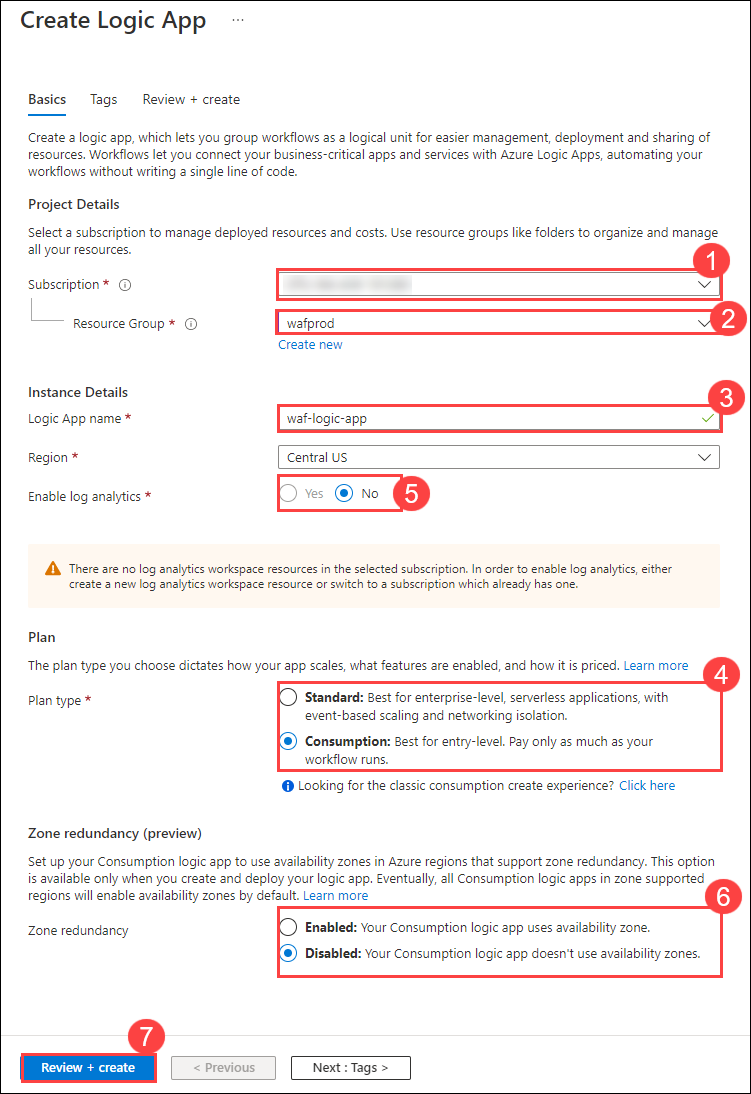 Create Logic App ...
Basics Tags Review + create
Create a logic app, which lets you group workflows as a logical unit for easier management, deployment and sharing of
resources. Workflows let you connect your business-critical apps and services with Azure Logic Apps, automating your
workflows without writing a single line of code.
Project Details
Select a subscription to manage deployed resources and costs. Use resource groups like folders to organize and manage
all your resources.
1
Subscription *
Resource Group * wafprod 2
Create new
Instance Details
3
Logic App name * waf-logic-app
Region * Central US
Enable log analytics * Yes No 5
There are no log analytics workspace resources in the selected subscription. In order to enable log analytics, either
create a new log analytics workspace resource or switch to a subscription which already has one.
Plan
The plan type you choose dictates how your app scales, what features are enabled, and how it is priced. Learn more
4
Plan type * Standard: Best for enterprise-level, serverless applications, with
event-based scaling and networking isolation.
Consumption: Best for entry-level. Pay only as much as your
workflow runs.
Looking for the classic consumption create experience? Click here
Zone redundancy (preview)
Set up your Consumption logic app to use availability zones in Azure regions that support zone redundancy. This option
is available only when you create and deploy your logic app. Eventually, all Consumption logic apps in zone supported
regions will enable availability zones by default. Learn more
6
Zone redundancy Enabled: Your Consumption logic app uses availability zone.
Disabled: Your Consumption logic app doesn't use availability zones.
7
Review + create < Previous Next : Tags >